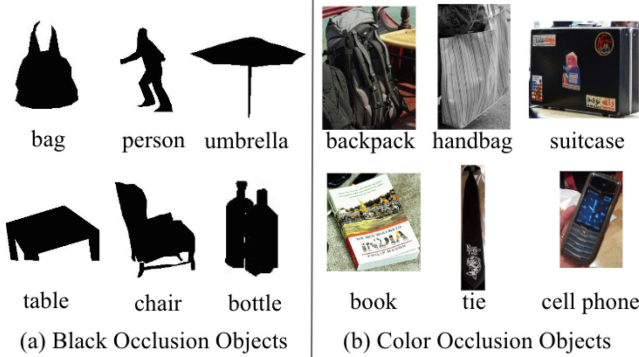 bag person umbrella
backpack handbag suitcase
INDIA
table chair bottle
book tie cell phone
(a) Black Occlusion Objects
(b) Color Occlusion Objects